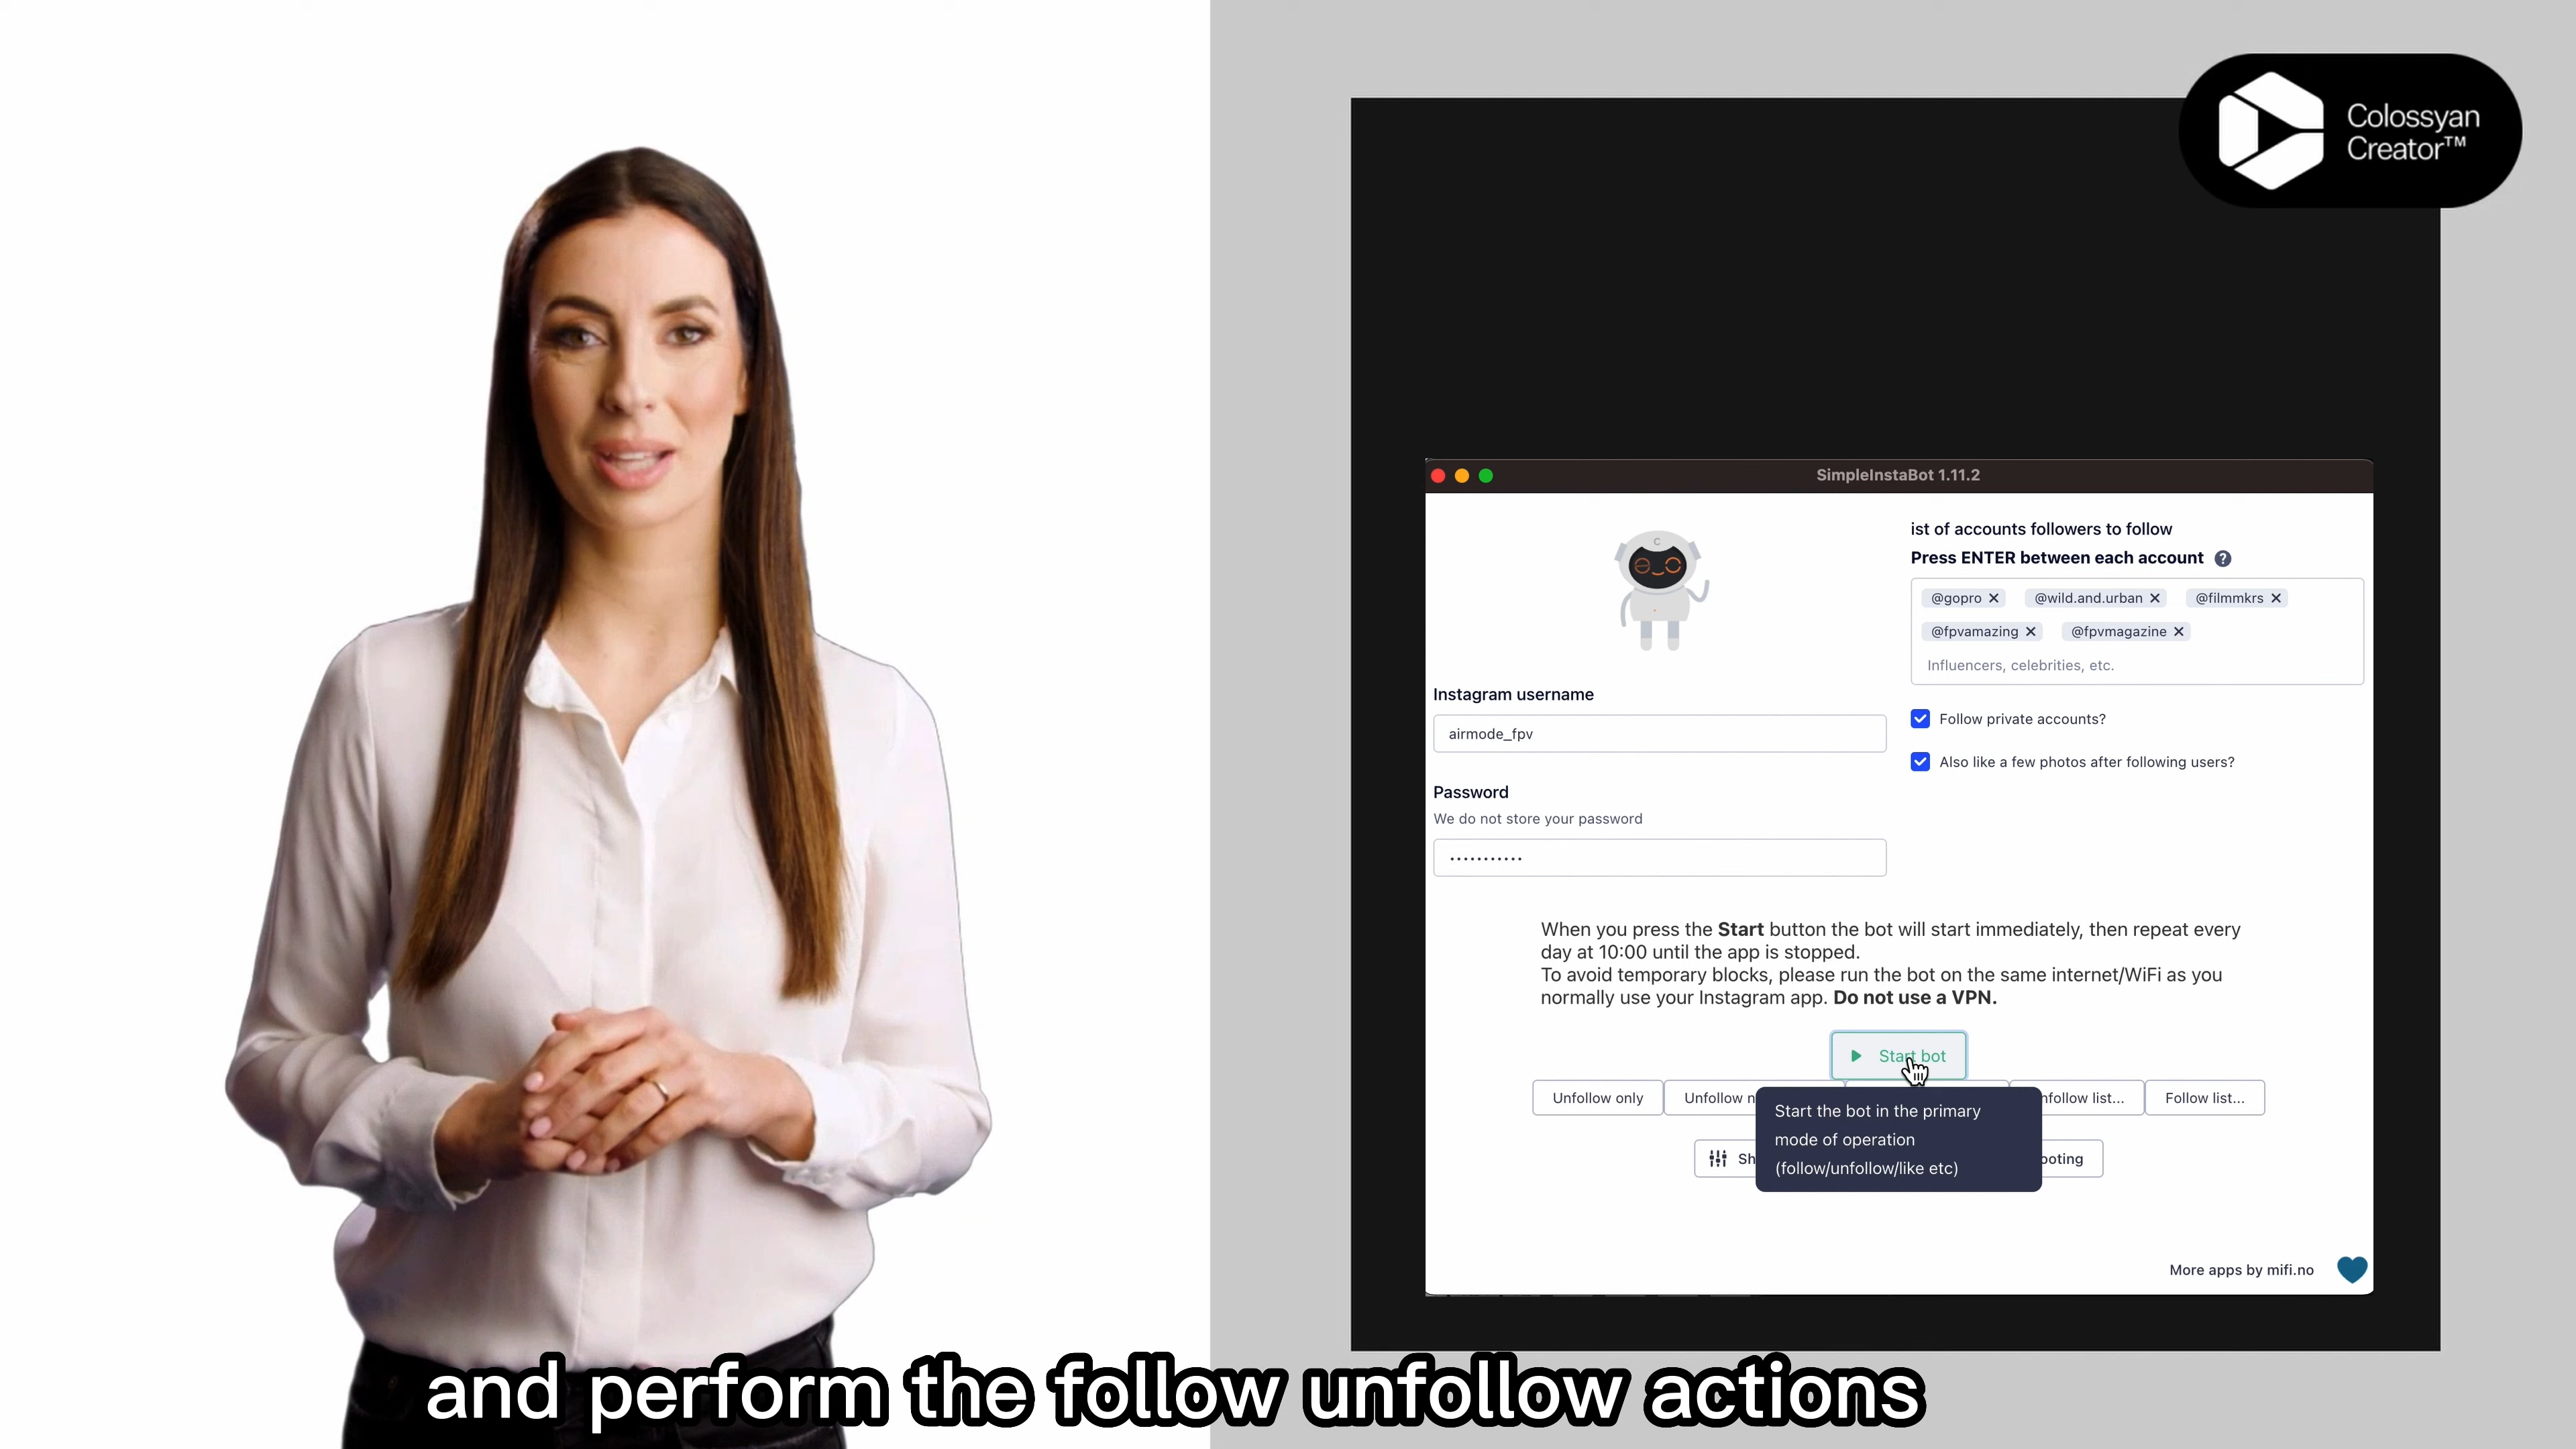 Colossyan
Creator™
SimpleInstaBot 1.11.2
C
ist of accounts followers to follow
Press ENTER between each account ?
@gopro @wild.and.urban @filmmkrs
@fpvamazing @fpvmagazine
Influencers, celebrities, etc.
Instagram username
airmode_fpv
Follow private accounts?
Also like a few photos after following users?
Password
We do not store your password
When you press the Start button the bot will start immediately, then repeat every
day at 10:00 until the app is stopped.
To avoid temporary blocks, please run the bot on the same internet/WiFi as you
normally use your Instagram app. Do not use a VPN.
Start bot
Unfollow only Unfollow n nfollow list... Follow list...
Start the bot in the primary
mode of operation
(follow/unfollow/like etc)
Sh ooting
More apps by mifi.no
and perform the follow unfollow actions